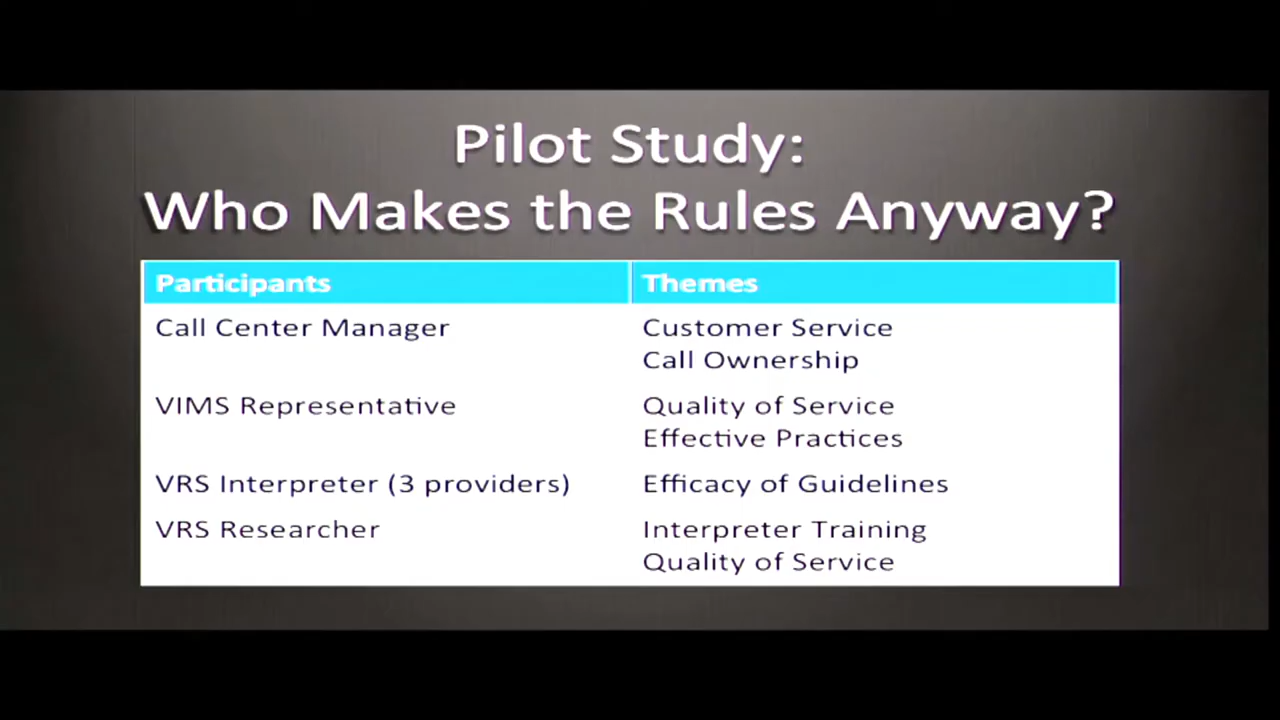 Pilot Study:
Who Makes the Rules Anyway?
Participants Themes
Call Center Manager Customer Service
Call Ownership
VIMS Representative Quality of Service
Effective Practices
VRS Interpreter (3 providers) Efficacy of Guidelines
VRS Researcher Interpreter Training
Quality of Service